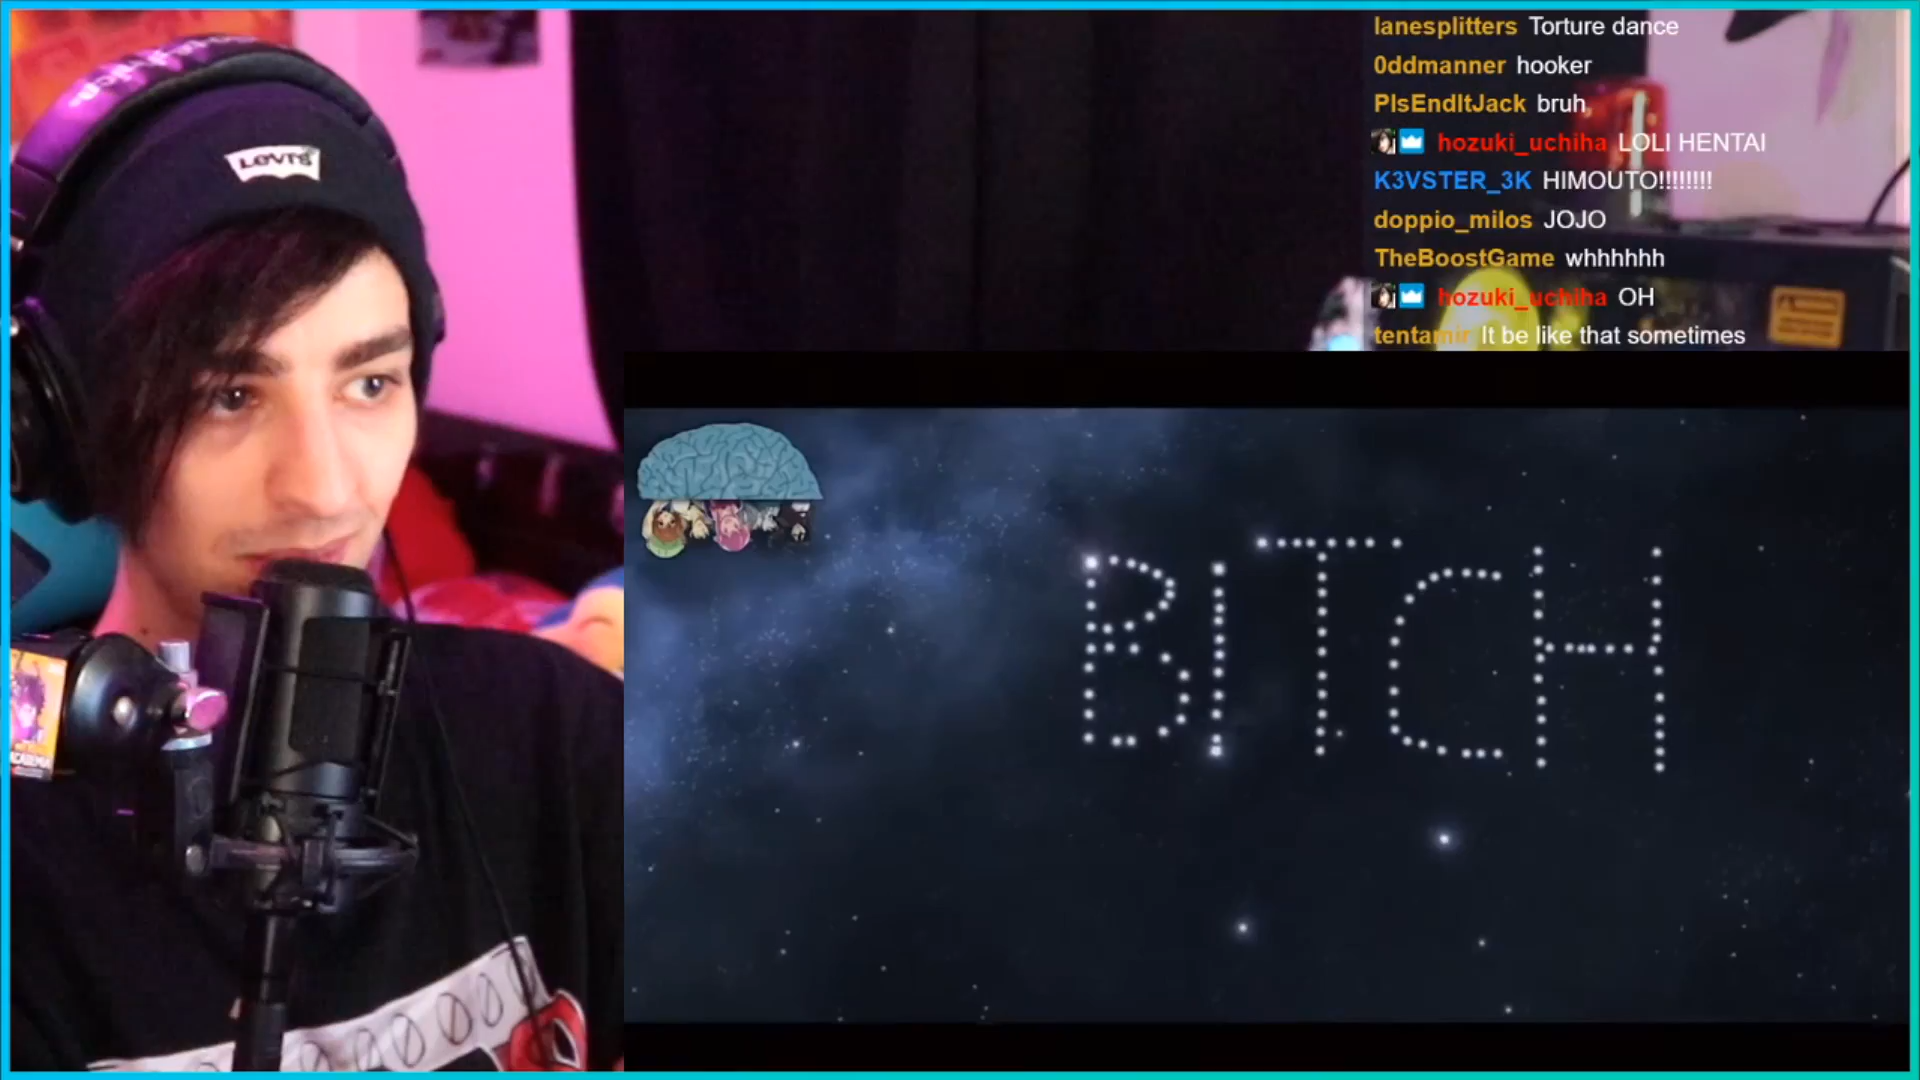 Levi's
lanesplitters Torture dance
0ddmanner hooker
PlsEndItJack bruh
hozuki_uchiha LOLI HENTAI
K3VSTER_3K HIMOUTO!!!!!!!!
doppio_milos JOJO
TheBoostGame whhhhhh
hozuki_uchiha OH
tentamir It be like that sometimes
BITCH